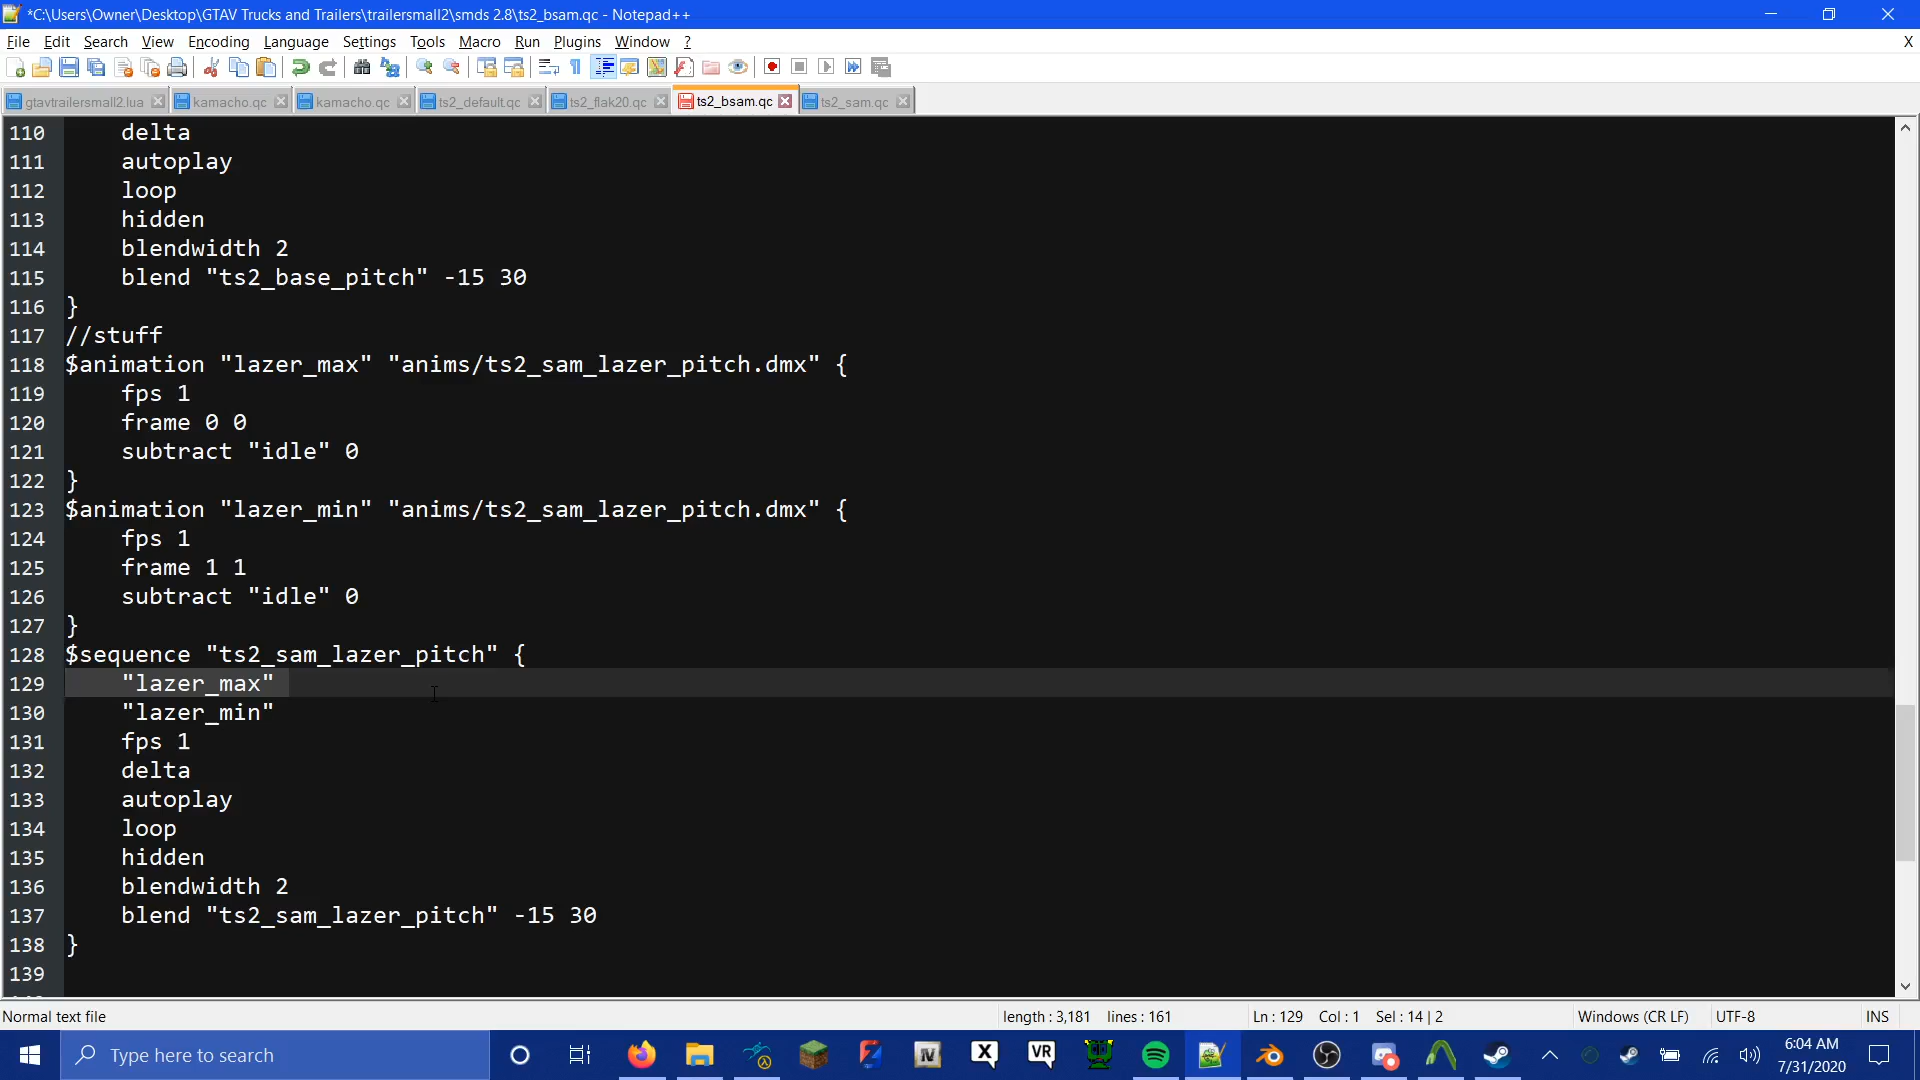 *C:\Users\Owner\Desktop\GTAV Trucks and Trailers\trailersmall2\smds 2.8\ts2_bsam.qc - Notepad++
File Edit Search View Encoding Language Settings Tools Macro Run Plugins Window ? X
gtavtrailersmall2.lua kamacho.qc kamacho.qc ts2_default.qc ts2_flak20.qc ts2_bsam.qc ts2_sam.qc
110 delta
111 autoplay
112 loop
113 hidden
114 blendwidth 2
115 blend "ts2_base_pitch" -15 30
116 }
117 //stuff
118 $animation "lazer_max" "anims/ts2_sam_lazer_pitch.dmx" {
119 fps 1
120 frame 0 0
121 subtract "idle" 0
122 }
123 $animation "lazer_min" "anims/ts2_sam_lazer_pitch.dmx" {
124 fps 1
125 frame 1 1
126 subtract "idle" 0
127 }
128 $sequence "ts2_sam_lazer_pitch" {
129 "lazer_max"
130 "lazer_min"
131 fps 1
132 delta
133 autoplay
134 loop
135 hidden
136 blendwidth 2
137 blend "ts2_sam_lazer_pitch" -15 30
138 }
139
Normal text file length : 3,181 lines : 161 Ln : 129 Col : 1 Sel : 14 | 2 Windows (CR LF) UTF-8 INS
Type here to search IV X VR 6:04 AM
7/31/2020